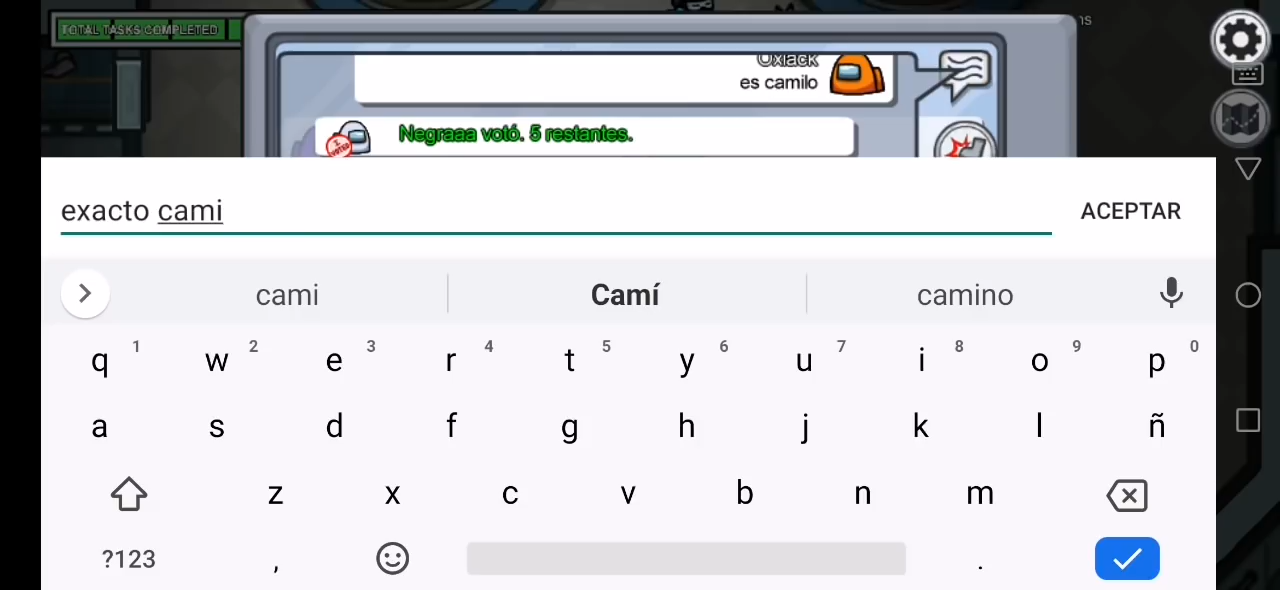 TOTAL TASKS COMPLETED
Oxlack
es camilo
Negraaa votó. 5 restantes.
exacto cami
ACEPTAR
cami Camí camino
q 1 w 2 e 3 r 4 t 5 y 6 u 7 i 8 o 9 p 0
a s d f g h j k l ñ
z x c v b n m
?123 , .